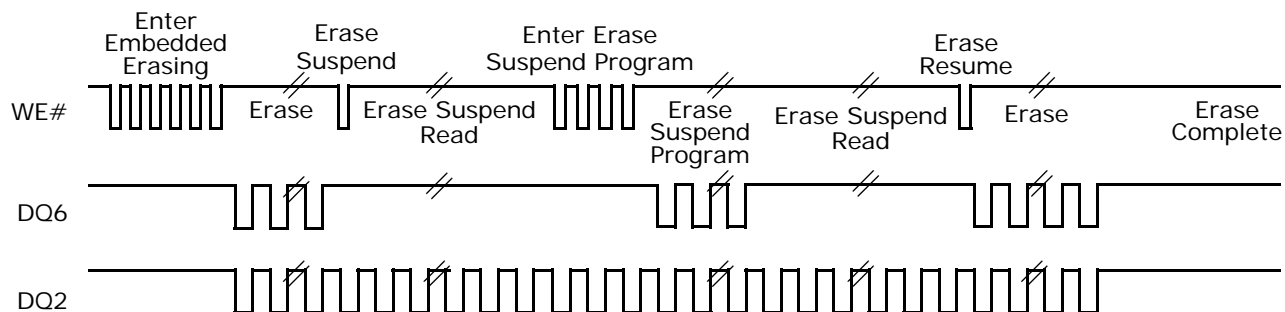 Enter
Embedded
Erasing
Erase
Suspend
Enter Erase
Suspend Program
Erase
Resume
WE#
Erase
Erase Suspend
Read
Erase
Suspend
Program
Erase Suspend
Read
Erase
Erase
Complete
DQ6
DQ2